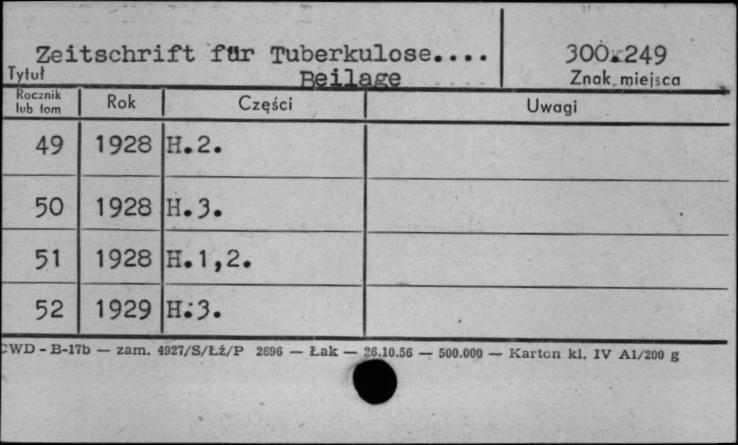 Zeitschrift für Tuberkulose.... 300.249
Tytuł Beilage Znak miejsca
Rocznik lub tom Rok Części Uwagi
49 1928 H.2.
50 1928 H.3.
51 1928 H.1,2.
52 1929 H.3.
CWD - B-17b — zam. 4927/S/Łź/P 2696 — Łak — 26.10.56 — 500.000 — Karton kl. IV A1/200 g